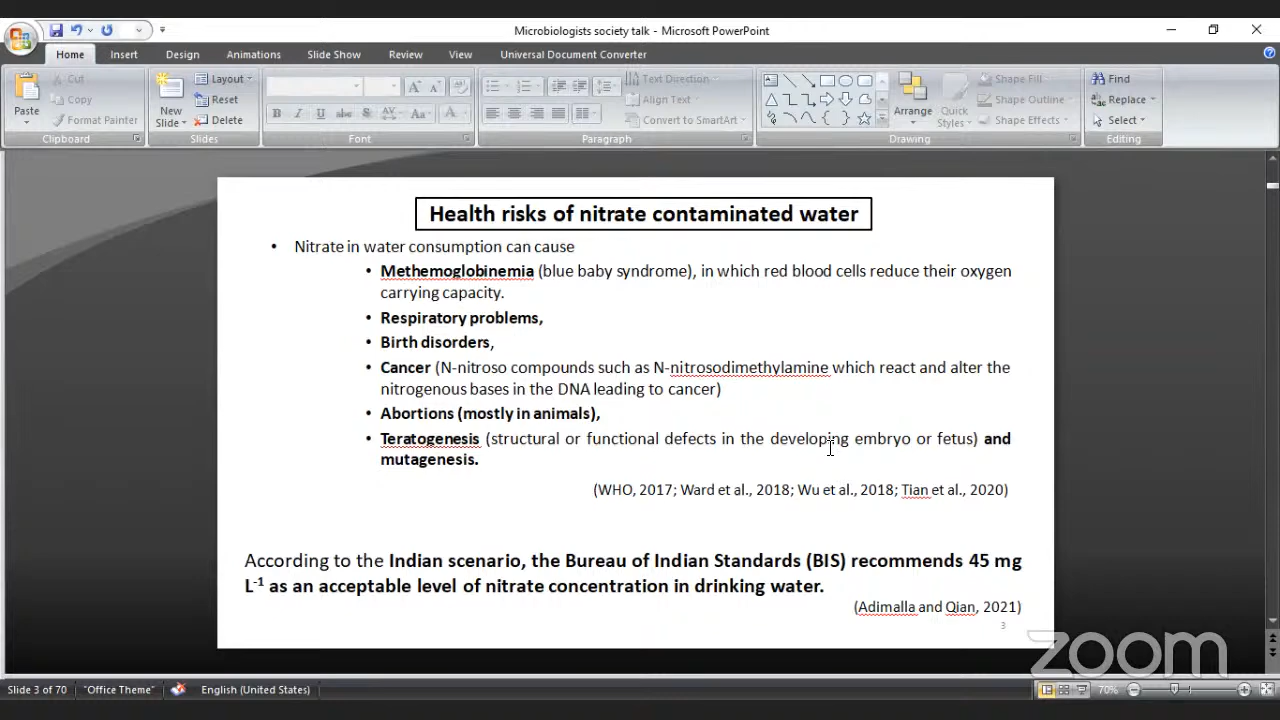 Microbiologists society talk - Microsoft PowerPoint
Home Insert Design Animations Slide Show Review View Universal Document Converter
Paste Cut Copy Format Painter New Slide Layout Reset Delete
B I U abc S AV Aa A
Text Direction Align Text Convert to SmartArt
Arrange Quick Styles Shape Fill Shape Outline Shape Effects
Find Replace Select
Clipboard Slides Font Paragraph Drawing Editing
Health risks of nitrate contaminated water
• Nitrate in water consumption can cause
• Methemoglobinemia (blue baby syndrome), in which red blood cells reduce their oxygen
carrying capacity.
• Respiratory problems,
• Birth disorders,
• Cancer (N-nitroso compounds such as N-nitrosodimethylamine which react and alter the
nitrogenous bases in the DNA leading to cancer)
• Abortions (mostly in animals),
• Teratogenesis (structural or functional defects in the developing embryo or fetus) and
mutagenesis.
(WHO, 2017; Ward et al., 2018; Wu et al., 2018; Tian et al., 2020)
According to the Indian scenario, the Bureau of Indian Standards (BIS) recommends 45 mg
L-1 as an acceptable level of nitrate concentration in drinking water.
(Adimalla and Qian, 2021)
3
zoom
Slide 3 of 70 "Office Theme" English (United States) 70%